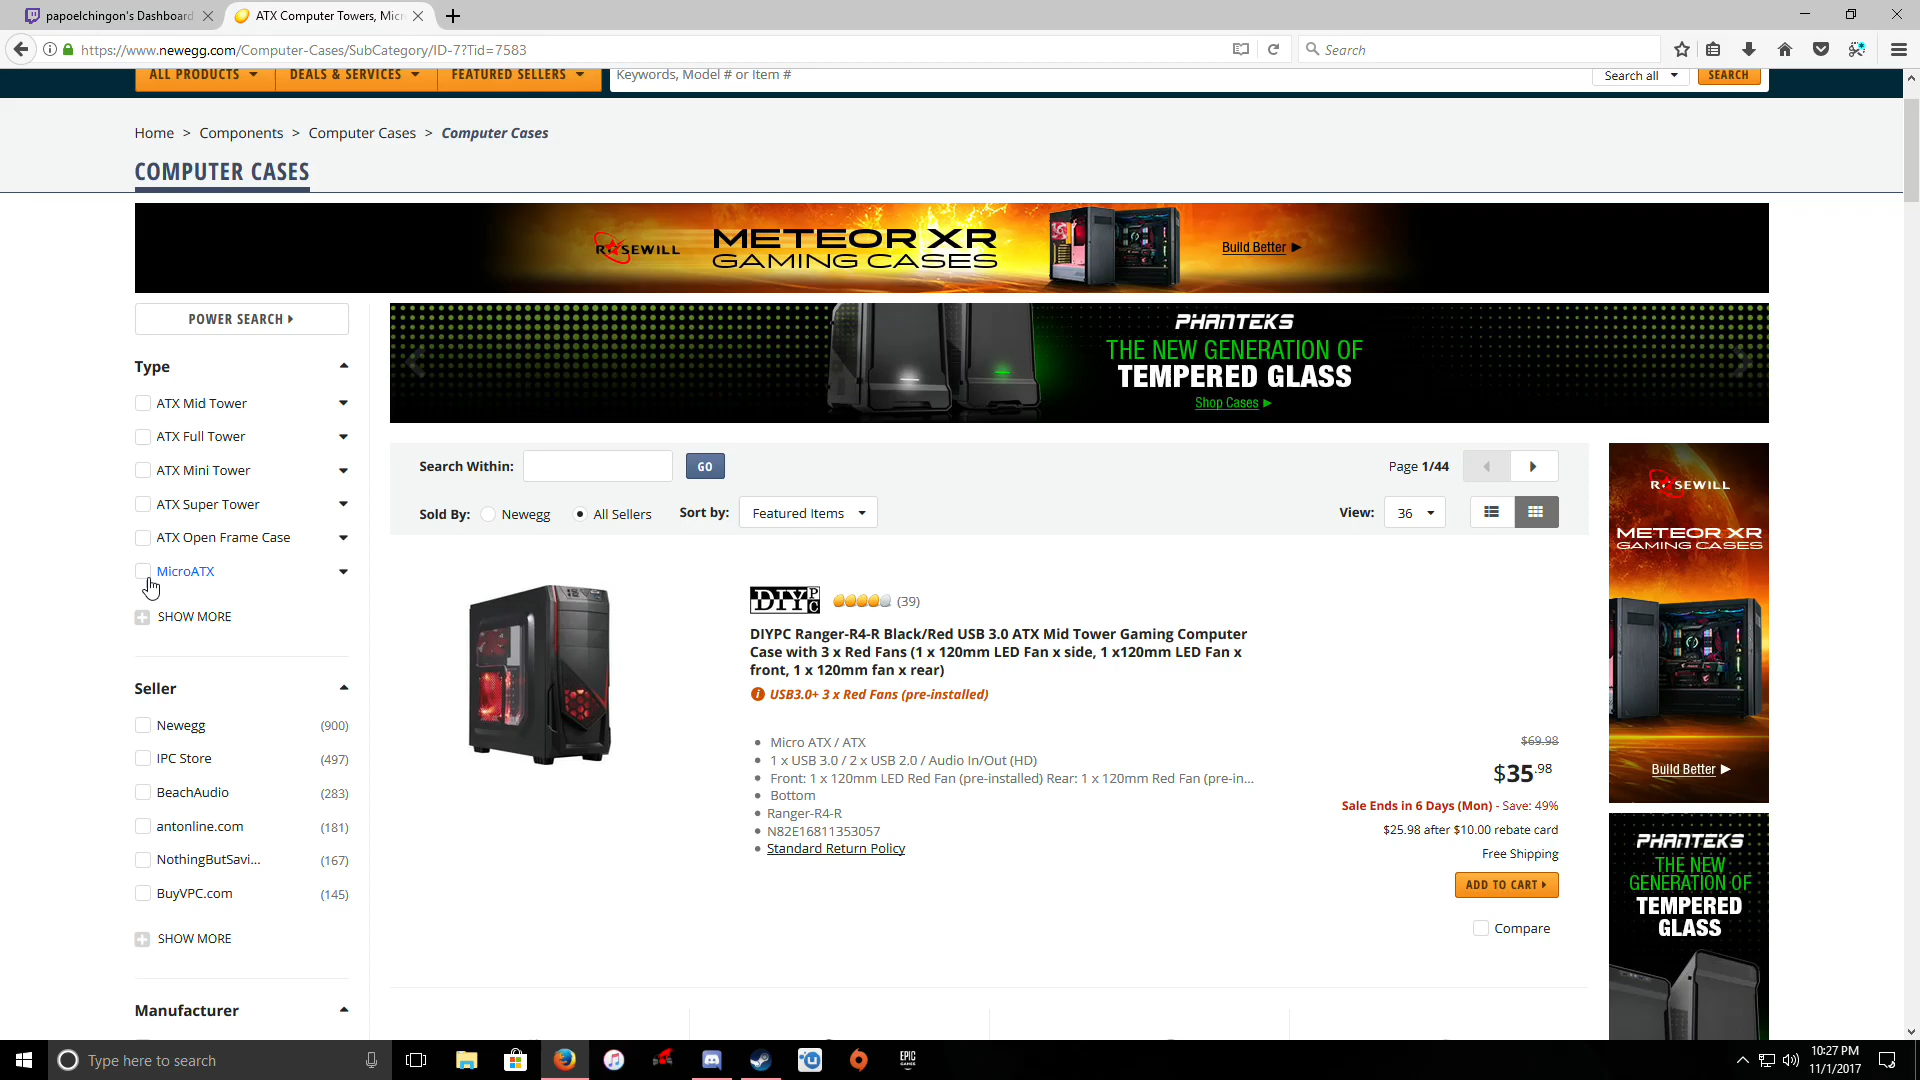 papoelchingon's Dashboard
ATX Computer Towers, Micr
https://www.newegg.com/Computer-Cases/SubCategory/ID-7?Tid=7583
Search
ALL PRODUCTS
DEALS & SERVICES
FEATURED SELLERS
Keywords, Model # or Item #
Search all
SEARCH
Home > Components > Computer Cases > Computer Cases
COMPUTER CASES
ROSEWILL
METEOR XR
GAMING CASES
Build Better
POWER SEARCH
PHANTEKS
THE NEW GENERATION OF
TEMPERED GLASS
Shop Cases
Type
ATX Mid Tower
ATX Full Tower
ATX Mini Tower
ATX Super Tower
ATX Open Frame Case
MicroATX
SHOW MORE
Seller
Newegg (900)
IPC Store (497)
BeachAudio (283)
antonline.com (181)
NothingButSavi... (167)
BuyVPC.com (145)
SHOW MORE
Manufacturer
Search Within:
GO
Page 1/44
Sold By: Newegg All Sellers
Sort by: Featured Items
View: 36
DIYPC (39)
DIYPC Ranger-R4-R Black/Red USB 3.0 ATX Mid Tower Gaming Computer
Case with 3 x Red Fans (1 x 120mm LED Fan x side, 1 x120mm LED Fan x
front, 1 x 120mm fan x rear)
USB3.0+ 3 x Red Fans (pre-installed)
Micro ATX / ATX
1 x USB 3.0 / 2 x USB 2.0 / Audio In/Out (HD)
Front: 1 x 120mm LED Red Fan (pre-installed) Rear: 1 x 120mm Red Fan (pre-in...
Bottom
Ranger-R4-R
N82E16811353057
Standard Return Policy
$69.98
$35.98
Sale Ends in 6 Days (Mon) - Save: 49%
$25.98 after $10.00 rebate card
Free Shipping
ADD TO CART
Compare
ROSEWILL
METEOR XR
GAMING CASES
Build Better
PHANTEKS
THE NEW
GENERATION OF
TEMPERED
GLASS
Type here to search
EPIC
GAMES
10:27 PM
11/1/2017